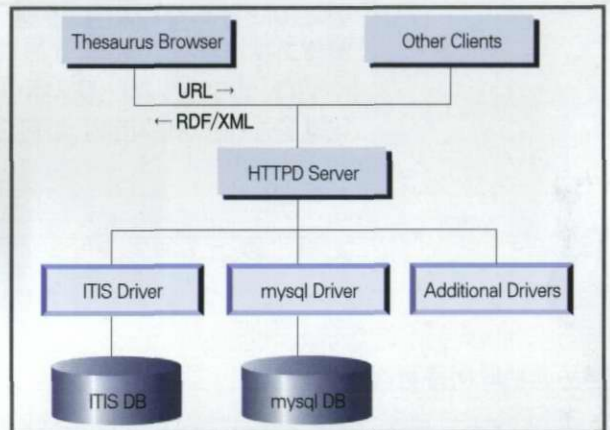 Thesaurus Browser
Other Clients
URL →
← RDF/XML
HTTPD Server
ITIS Driver
mysql Driver
Additional Drivers
ITIS DB
mysql DB